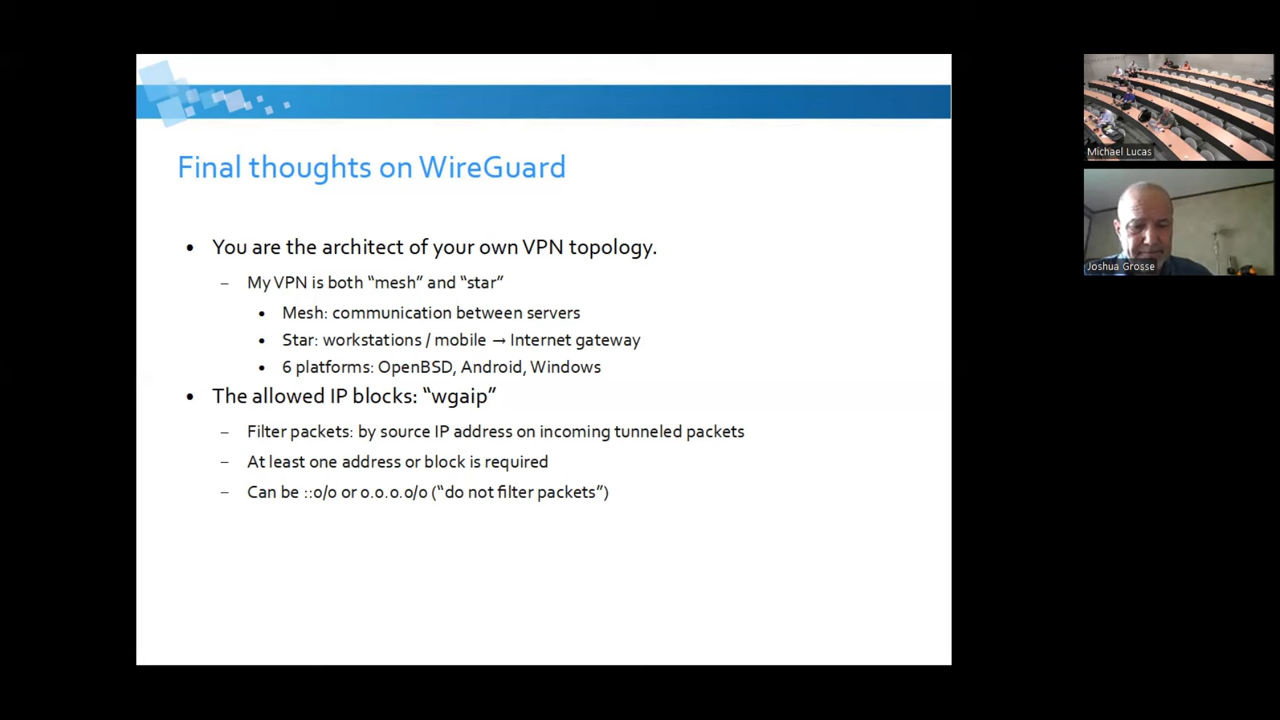 Final thoughts on WireGuard
• You are the architect of your own VPN topology.
– My VPN is both “mesh” and “star”
• Mesh: communication between servers
• Star: workstations / mobile → Internet gateway
• 6 platforms: OpenBSD, Android, Windows
• The allowed IP blocks: “wgaip”
– Filter packets: by source IP address on incoming tunneled packets
– At least one address or block is required
– Can be ::0/0 or 0.0.0.0/0 (“do not filter packets”)
Michael Lucas
Joshua Grosse